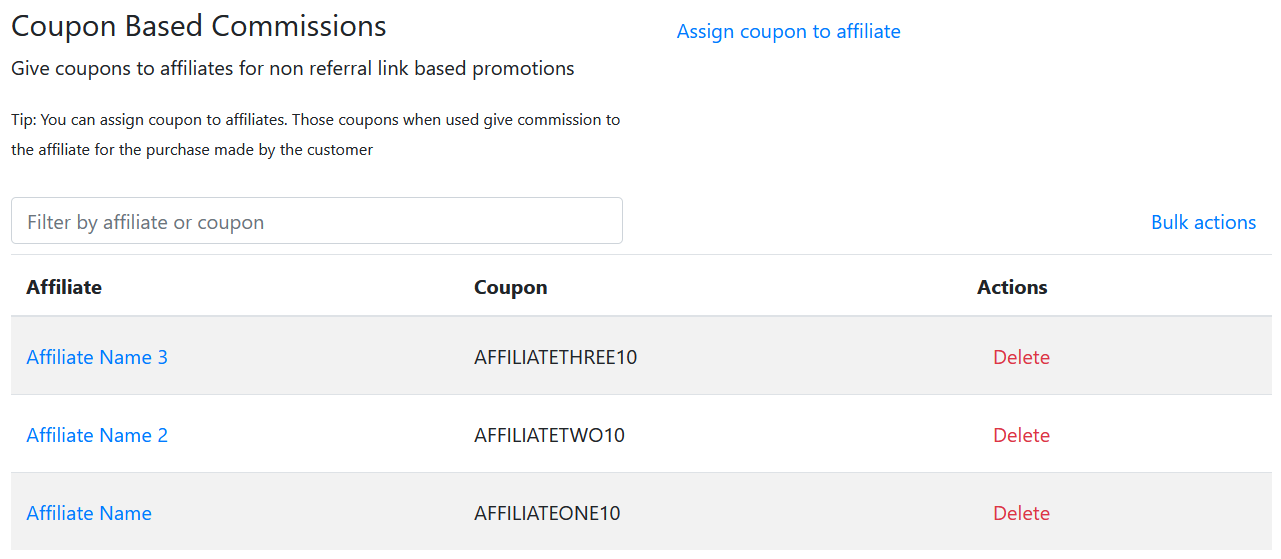 Coupon Based Commissions
Assign coupon to affiliate
Give coupons to affiliates for non referral link based promotions
Tip: You can assign coupon to affiliates. Those coupons when used give commission to
the affiliate for the purchase made by the customer
Filter by affiliate or coupon
Bulk actions
Affiliate Coupon Actions
Affiliate Name 3 AFFILIATETHREE10 Delete
Affiliate Name 2 AFFILIATETWO10 Delete
Affiliate Name AFFILIATEONE10 Delete